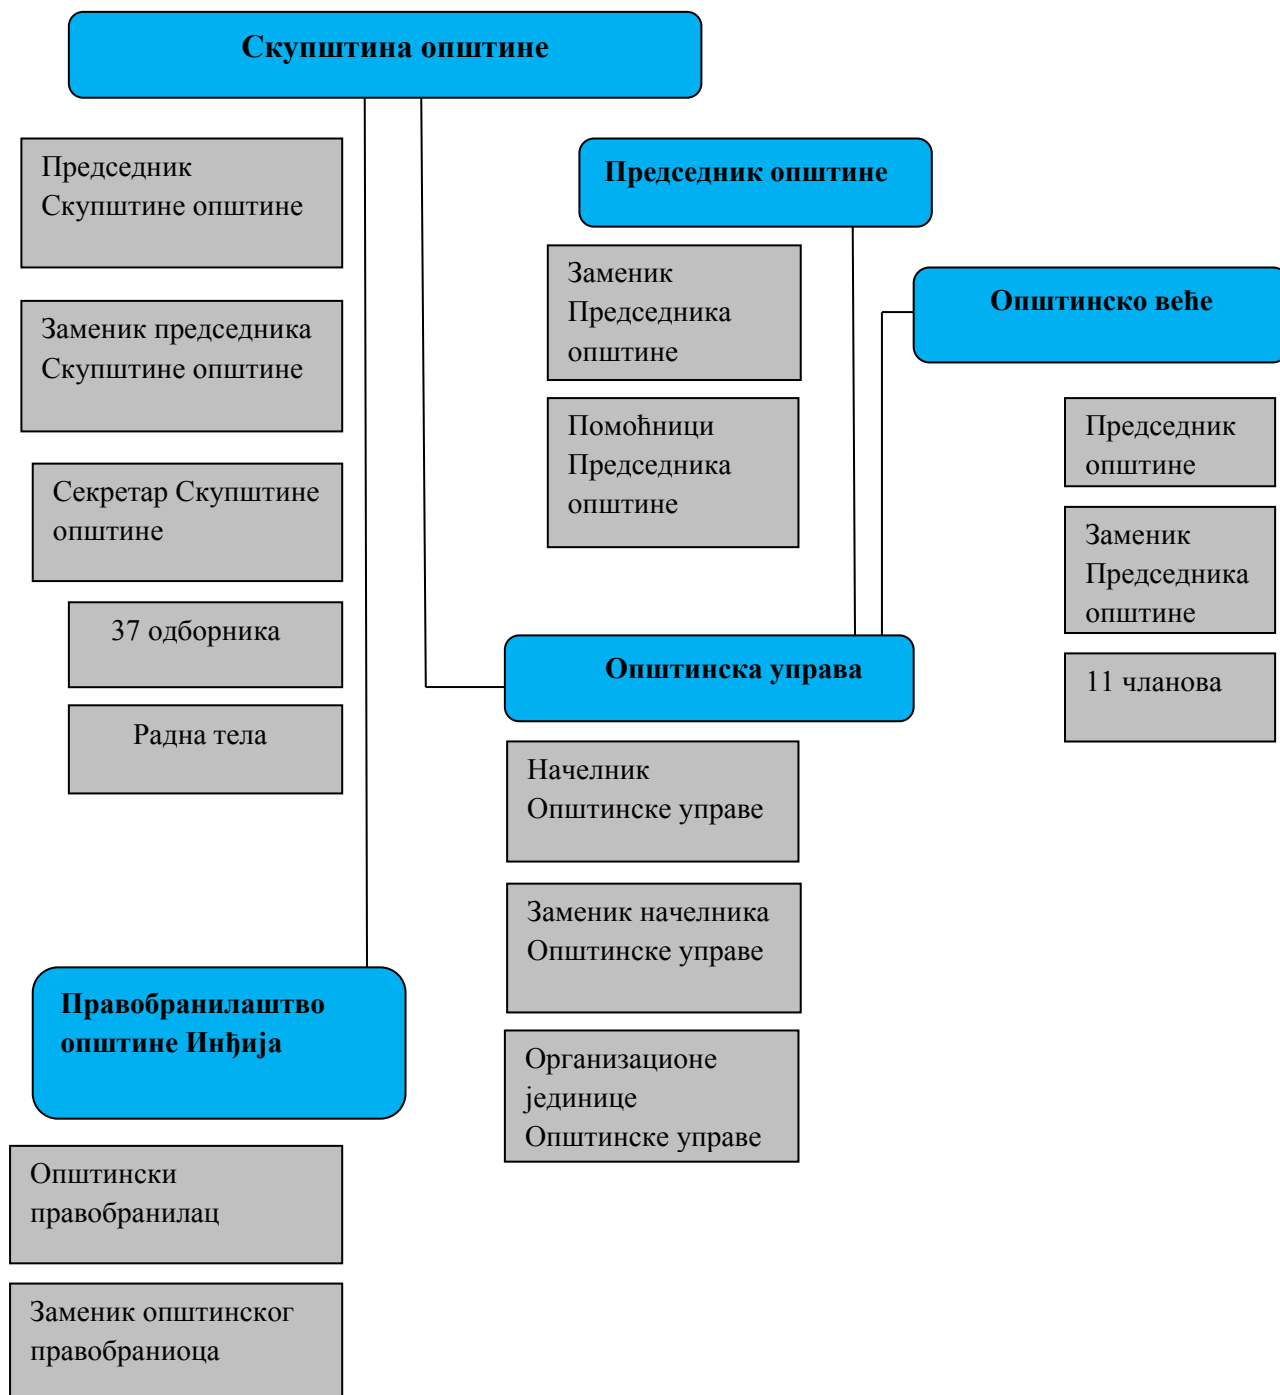 Скупштина општине
Председник
Скупштине општине
Заменик председника
Скупштине општине
Секретар Скупштине
општине
37 одборника
Радна тела
Председник општине
Заменик
Председника
општине
Помоћници
Председника
општине
Општинско веће
Председник
општине
Заменик
Председника
општине
11 чланова
Општинска управа
Начелник
Општинске управе
Заменик начелника
Општинске управе
Организационе
јединице
Општинске управе
Правобранилаштво
општине Инђија
Општински
правобранилац
Заменик општинског
правобраниоца